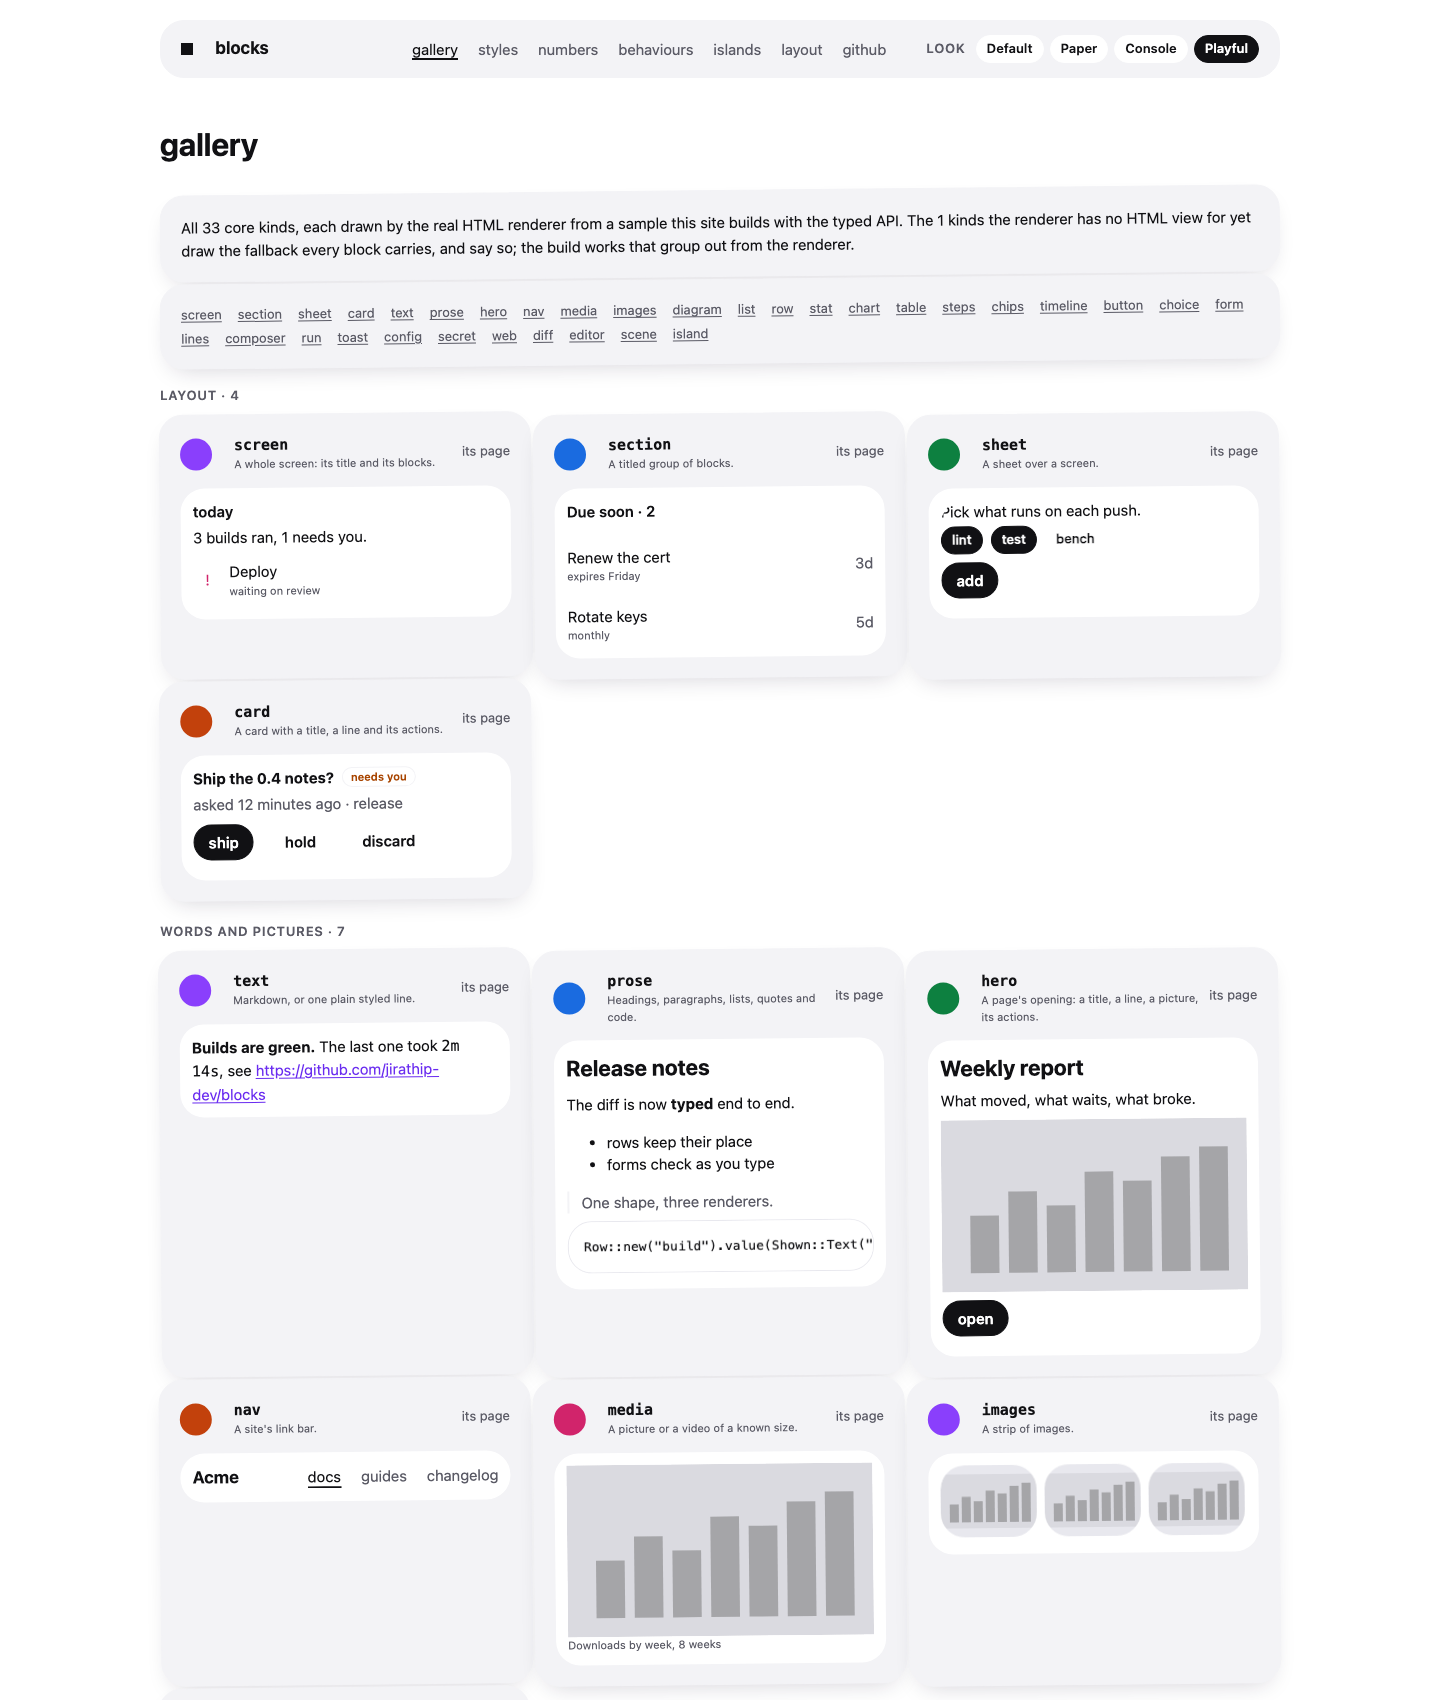 blocks gallery styles numbers behaviours islands layout github LOOK Default Paper Console Playful
gallery
All 33 core kinds, each drawn by the real HTML renderer from a sample this site builds with the typed API. The 1 kinds the renderer has no HTML view for yet
draw the fallback every block carries, and say so; the build works that group out from the renderer.
screen section sheet card text prose hero nav media images diagram list row stat chart table steps chips timeline button choice form
lines composer run toast config secret web diff editor scene island
LAYOUT · 4
screen
A whole screen: its title and its blocks.
its page
today
3 builds ran, 1 needs you.
! Deploy
waiting on review
section
A titled group of blocks.
its page
Due soon · 2
Renew the cert
expires Friday
3d
Rotate keys
monthly
5d
sheet
A sheet over a screen.
its page
Pick what runs on each push.
lint test bench
add
card
A card with a title, a line and its actions.
its page
Ship the 0.4 notes? needs you
asked 12 minutes ago · release
ship hold discard
WORDS AND PICTURES · 7
text
Markdown, or one plain styled line.
its page
Builds are green. The last one took 2m
14s, see https://github.com/jirathip-
dev/blocks
prose
Headings, paragraphs, lists, quotes and
code.
its page
Release notes
The diff is now typed end to end.
• rows keep their place
• forms check as you type
One shape, three renderers.
Row::new("build").value(Shown::Text("
hero
A page's opening: a title, a line, a picture,
its actions.
its page
Weekly report
What moved, what waits, what broke.
open
nav
A site's link bar.
its page
Acme docs guides changelog
media
A picture or a video of a known size.
its page
Downloads by week, 8 weeks
images
A strip of images.
its page